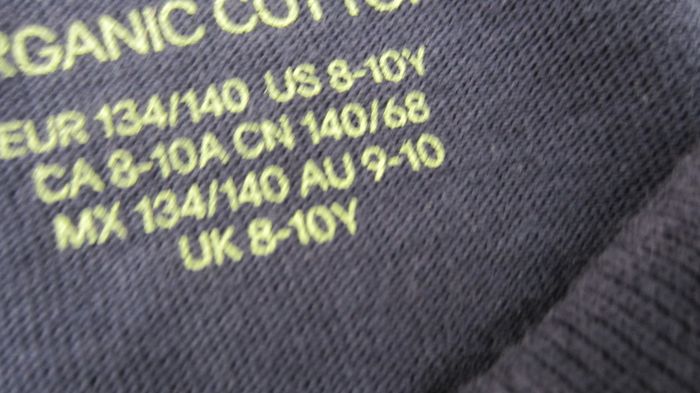 RGANIC COTTON
EUR 134/140 US 8-10Y
CA 8-10A CN 140/68
MX 134/140 AU 9-10
UK 8-10Y